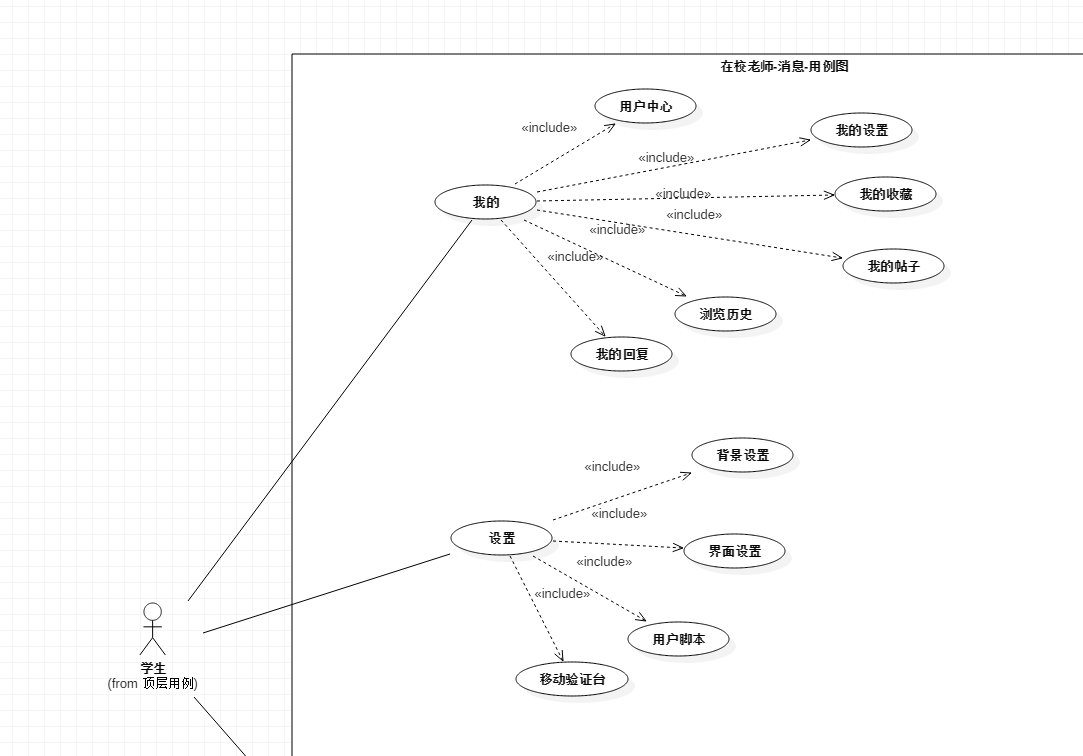 在校老师-消息-用例图
用户中心
«include»
我的设置
«include»
我的
«include»
我的收藏
«include»
«include»
«include»
我的帖子
浏览历史
我的回复
背景设置
«include»
«include»
设置
界面设置
«include»
«include»
用户脚本
移动验证台
学生
(from 顶层用例)